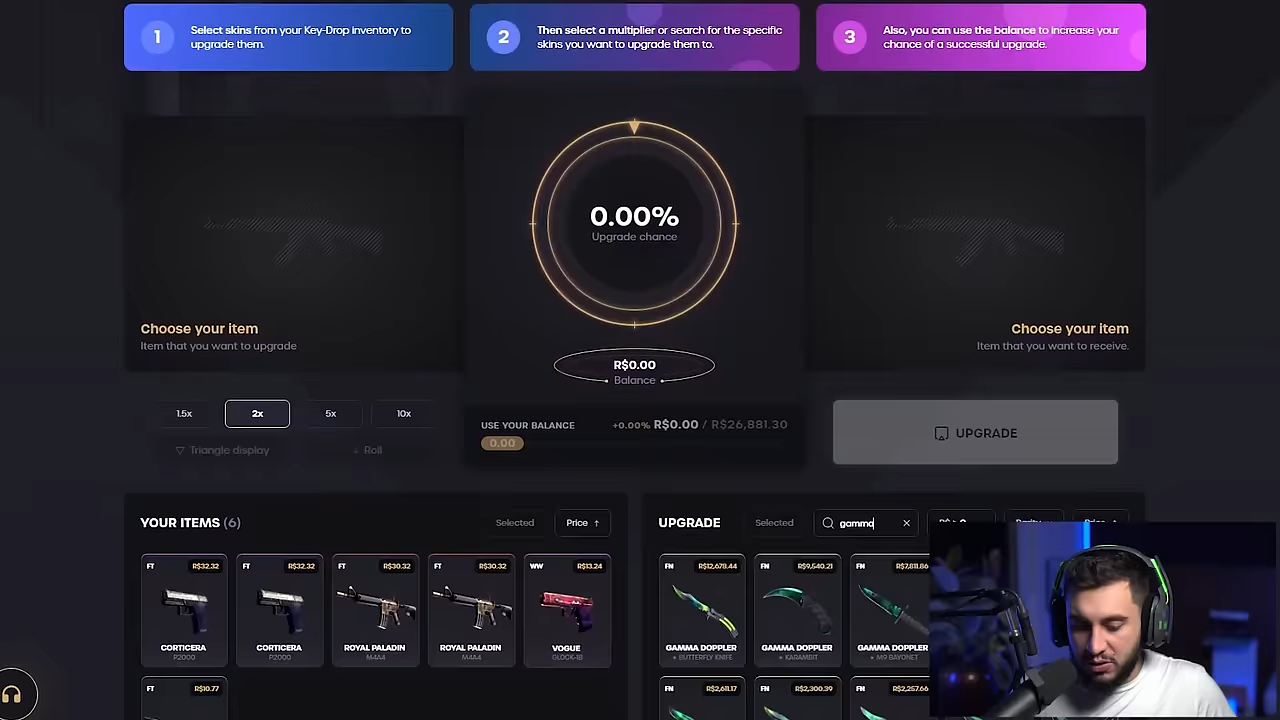 1
Select skins from your Key-Drop Inventory to
upgrade them.
2
Then select a multiplier or search for the specific
skins you want to upgrade them to.
3
Also, you can use the balance to increase your
chance of a successful upgrade.
0.00%
Upgrade chance
Choose your item
Item that you want to upgrade
Choose your item
Item that you want to receive.
R$0.00
Balance
1.5x
2x
5x
10x
USE YOUR BALANCE
+0.00% R$0.00 / R$26,881.30
0.00
Triangle display
Roll
UPGRADE
YOUR ITEMS (6)
Selected
Price ↑
UPGRADE
Selected
gamma
FT
R$32.32
CORTICERA
P2000
FT
R$32.32
CORTICERA
P2000
FT
R$30.32
ROYAL PALADIN
M4A4
FT
R$30.32
ROYAL PALADIN
M4A4
WW
R$13.24
VOGUE
GLOCK-18
FN
R$12,678.44
GAMMA DOPPLER
★ BUTTERFLY KNIFE
FN
R$9,540.21
GAMMA DOPPLER
★ KARAMBIT
FN
R$7,811.86
GAMMA DOPPLER
★ M9 BAYONET
FT
R$10.77
FN
R$2,611.17
FN
R$2,300.39
FN
R$2,257.66